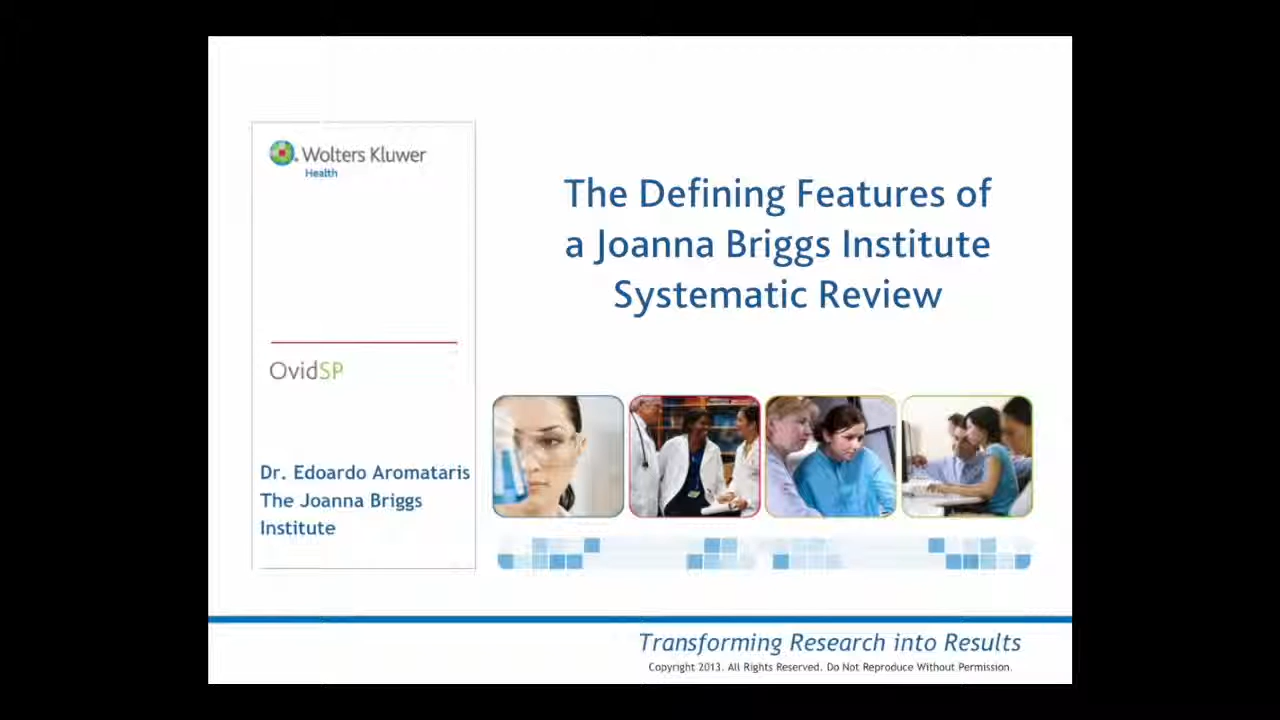 Wolters Kluwer
Health
The Defining Features of
a Joanna Briggs Institute
Systematic Review
OvidSP
Dr. Edoardo Aromataris
The Joanna Briggs
Institute
Transforming Research into Results
Copyright 2013. All Rights Reserved. Do Not Reproduce Without Permission.